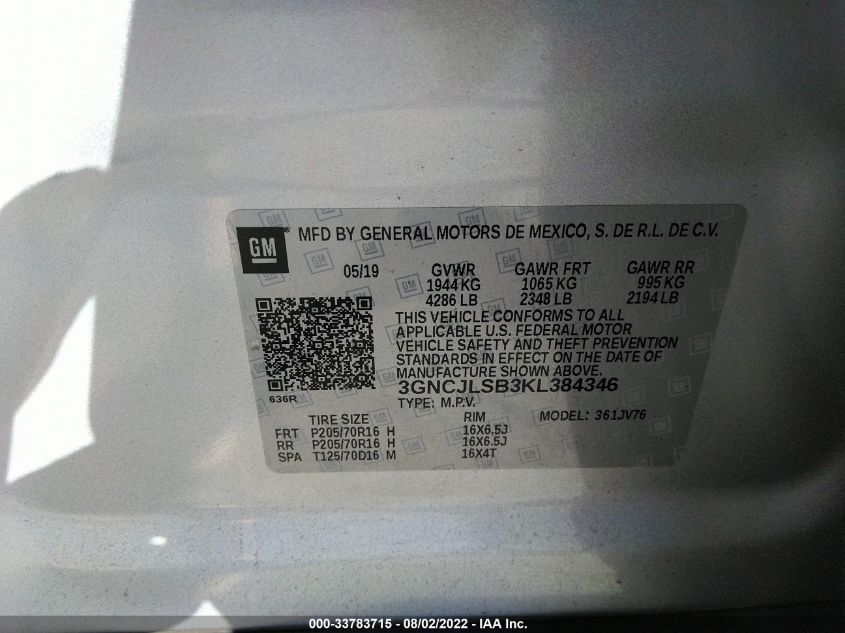 GM
MFD BY GENERAL MOTORS DE MEXICO, S. DE R.L. DE C.V.
05/19 GVWR GAWR FRT GAWR RR
1944 KG 1065 KG 995 KG
4286 LB 2348 LB 2194 LB
THIS VEHICLE CONFORMS TO ALL
APPLICABLE U.S. FEDERAL MOTOR
VEHICLE SAFETY AND THEFT PREVENTION
STANDARDS IN EFFECT ON THE DATE OF
MANUFACTURE SHOWN ABOVE.
3GNCJLSB3KL384346
636R
TYPE: M.P.V.
TIRE SIZE RIM MODEL: 361JV76
FRT P205/70R16 H 16X6.5J
RR P205/70R16 H 16X6.5J
SPA T125/70D16 M 16X4T
000-33783715 - 08/02/2022 - IAA Inc.